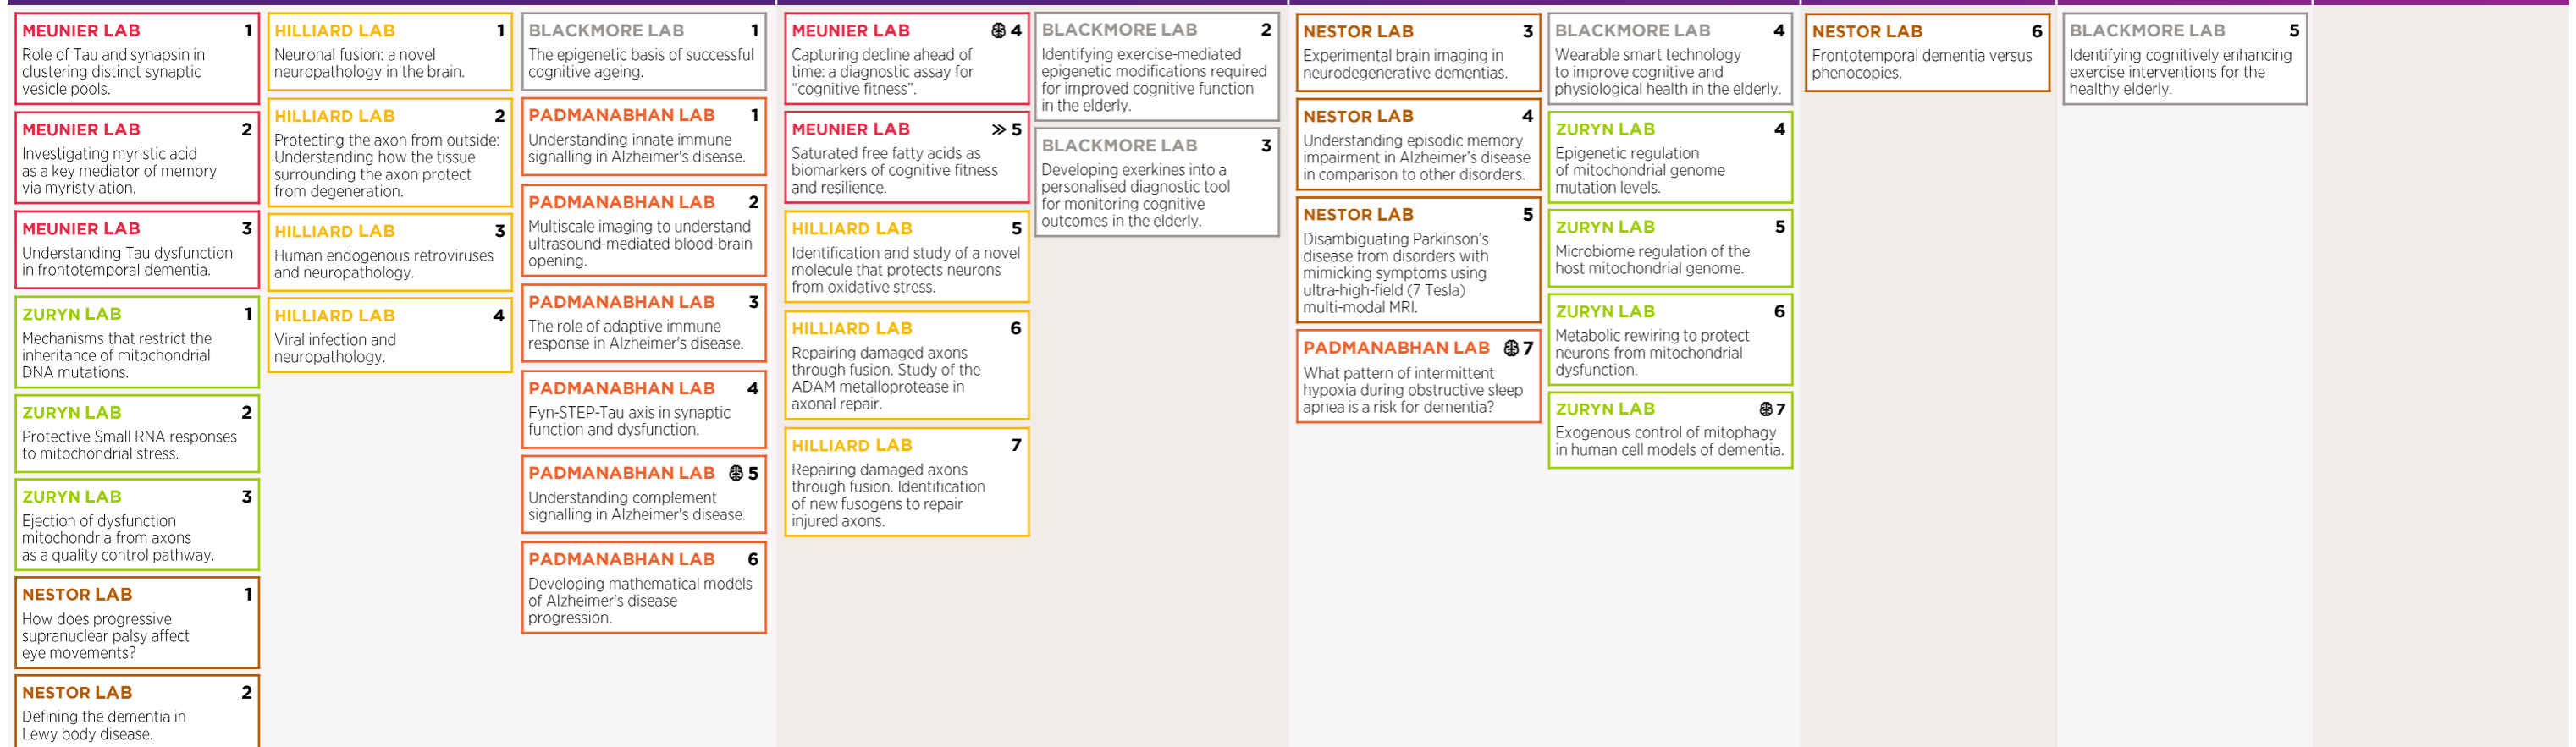 MEUNIER LAB 1
Role of Tau and synapsin in
clustering distinct synaptic
vesicle pools.
MEUNIER LAB 2
Investigating myristic acid
as a key mediator of memory
via myristylation.
MEUNIER LAB 3
Understanding Tau dysfunction
in frontotemporal dementia.
ZURYN LAB 1
Mechanisms that restrict the
inheritance of mitochondrial
DNA mutations.
ZURYN LAB 2
Protective Small RNA responses
to mitochondrial stress.
ZURYN LAB 3
Ejection of dysfunction
mitochondria from axons
as a quality control pathway.
NESTOR LAB 1
How does progressive
supranuclear palsy affect
eye movements?
NESTOR LAB 2
Defining the dementia in
Lewy body disease.
HILLIARD LAB 1
Neuronal fusion: a novel
neuropathology in the brain.
HILLIARD LAB 2
Protecting the axon from outside:
Understanding how the tissue
surrounding the axon protect
from degeneration.
HILLIARD LAB 3
Human endogenous retroviruses
and neuropathology.
HILLIARD LAB 4
Viral infection and
neuropathology.
BLACKMORE LAB 1
The epigenetic basis of successful
cognitive ageing.
PADMANABHAN LAB 1
Understanding innate immune
signalling in Alzheimer's disease.
PADMANABHAN LAB 2
Multiscale imaging to understand
ultrasound-mediated blood-brain
opening.
PADMANABHAN LAB 3
The role of adaptive immune
response in Alzheimer's disease.
PADMANABHAN LAB 4
Fyn-STEP-Tau axis in synaptic
function and dysfunction.
PADMANABHAN LAB 5
Understanding complement
signalling in Alzheimer's disease.
PADMANABHAN LAB 6
Developing mathematical models
of Alzheimer's disease
progression.
MEUNIER LAB 4
Capturing decline ahead of
time: a diagnostic assay for
“cognitive fitness”.
MEUNIER LAB » 5
Saturated free fatty acids as
biomarkers of cognitive fitness
and resilience.
HILLIARD LAB 5
Identification and study of a novel
molecule that protects neurons
from oxidative stress.
HILLIARD LAB 6
Repairing damaged axons
through fusion. Study of the
ADAM metalloprotease in
axonal repair.
HILLIARD LAB 7
Repairing damaged axons
through fusion. Identification
of new fusogens to repair
injured axons.
BLACKMORE LAB 2
Identifying exercise-mediated
epigenetic modifications required
for improved cognitive function
in the elderly.
BLACKMORE LAB 3
Developing exerkines into a
personalised diagnostic tool
for monitoring cognitive
outcomes in the elderly.
NESTOR LAB 3
Experimental brain imaging in
neurodegenerative dementias.
NESTOR LAB 4
Understanding episodic memory
impairment in Alzheimer’s disease
in comparison to other disorders.
NESTOR LAB 5
Disambiguating Parkinson’s
disease from disorders with
mimicking symptoms using
ultra-high-field (7 Tesla)
multi-modal MRI.
PADMANABHAN LAB 7
What pattern of intermittent
hypoxia during obstructive sleep
apnea is a risk for dementia?
BLACKMORE LAB 4
Wearable smart technology
to improve cognitive and
physiological health in the elderly.
ZURYN LAB 4
Epigenetic regulation
of mitochondrial genome
mutation levels.
ZURYN LAB 5
Microbiome regulation of the
host mitochondrial genome.
ZURYN LAB 6
Metabolic rewiring to protect
neurons from mitochondrial
dysfunction.
ZURYN LAB 7
Exogenous control of mitophagy
in human cell models of dementia.
NESTOR LAB 6
Frontotemporal dementia versus
phenocopies.
BLACKMORE LAB 5
Identifying cognitively enhancing
exercise interventions for the
healthy elderly.